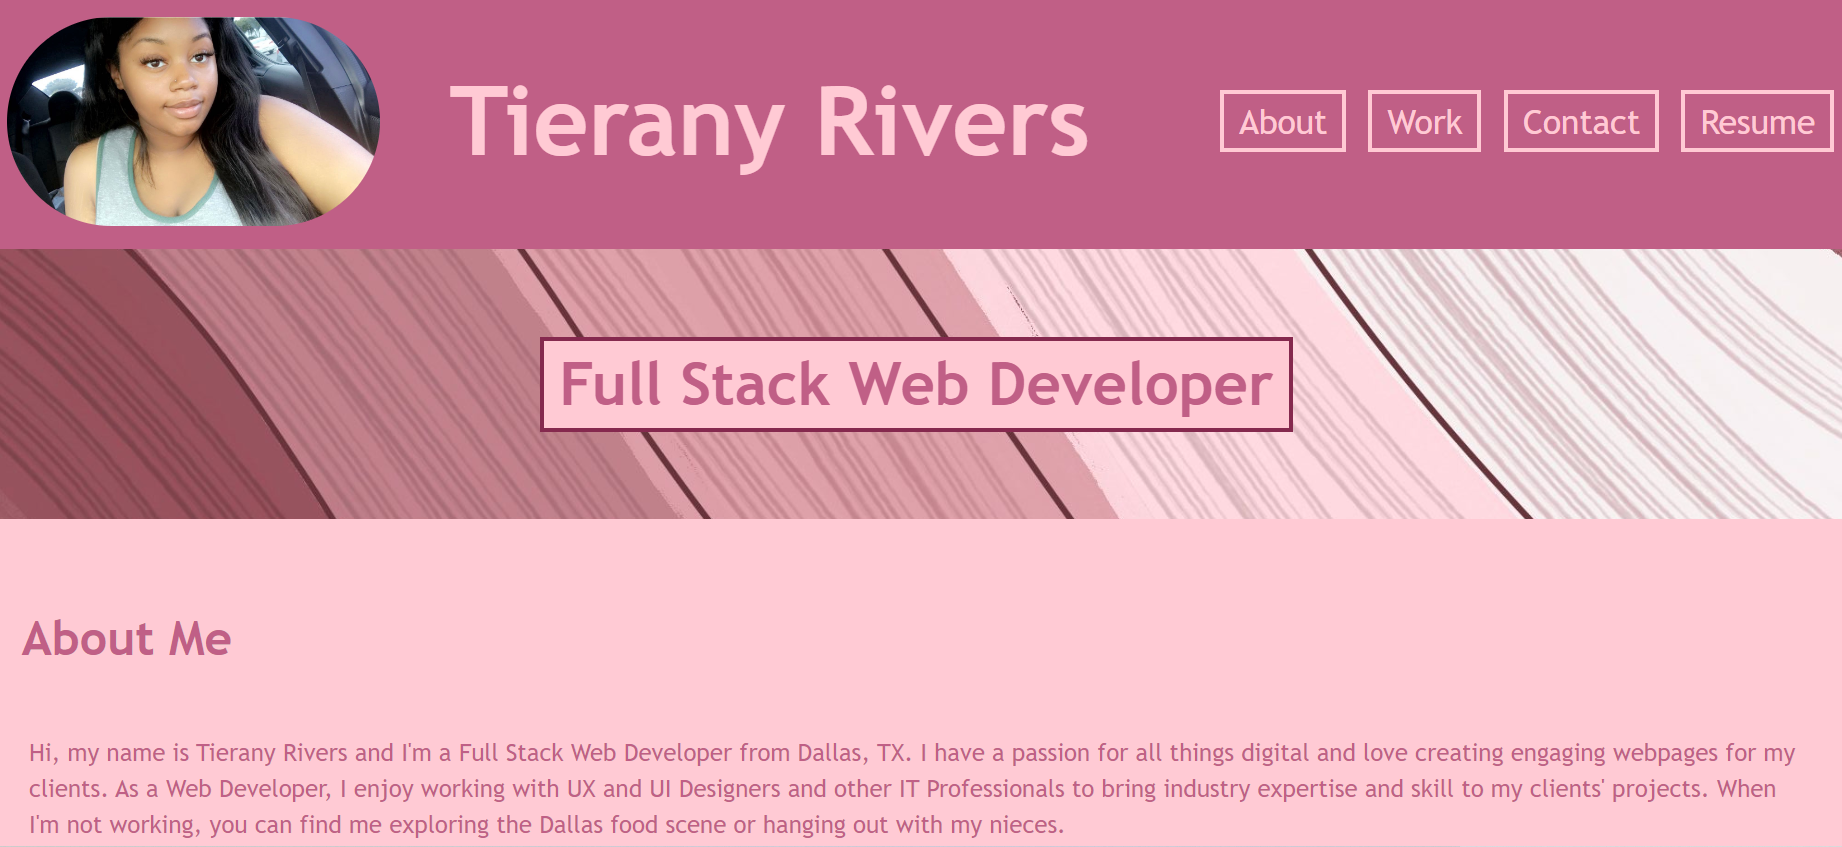 Tierany Rivers
About
Work
Contact
Resume
Full Stack Web Developer
About Me
Hi, my name is Tierany Rivers and I'm a Full Stack Web Developer from Dallas, TX. I have a passion for all things digital and love creating engaging webpages for my
clients. As a Web Developer, I enjoy working with UX and UI Designers and other IT Professionals to bring industry expertise and skill to my clients' projects. When
I'm not working, you can find me exploring the Dallas food scene or hanging out with my nieces.